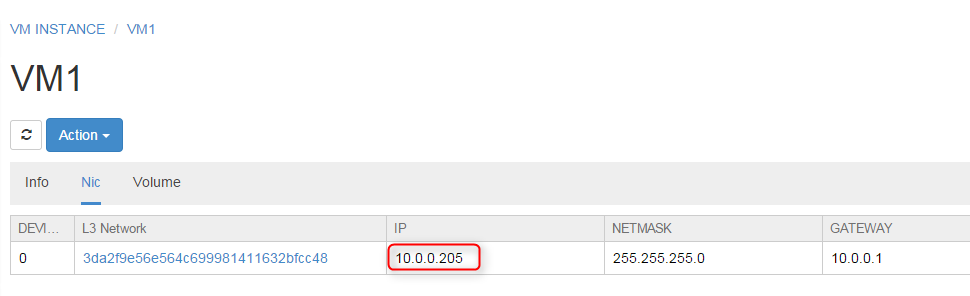 VM INSTANCE / VM1
VM1
Action
Info Nic Volume
DEVI... L3 Network IP NETMASK GATEWAY
0 3da2f9e56e564c699981411632bfcc48 10.0.0.205 255.255.255.0 10.0.0.1